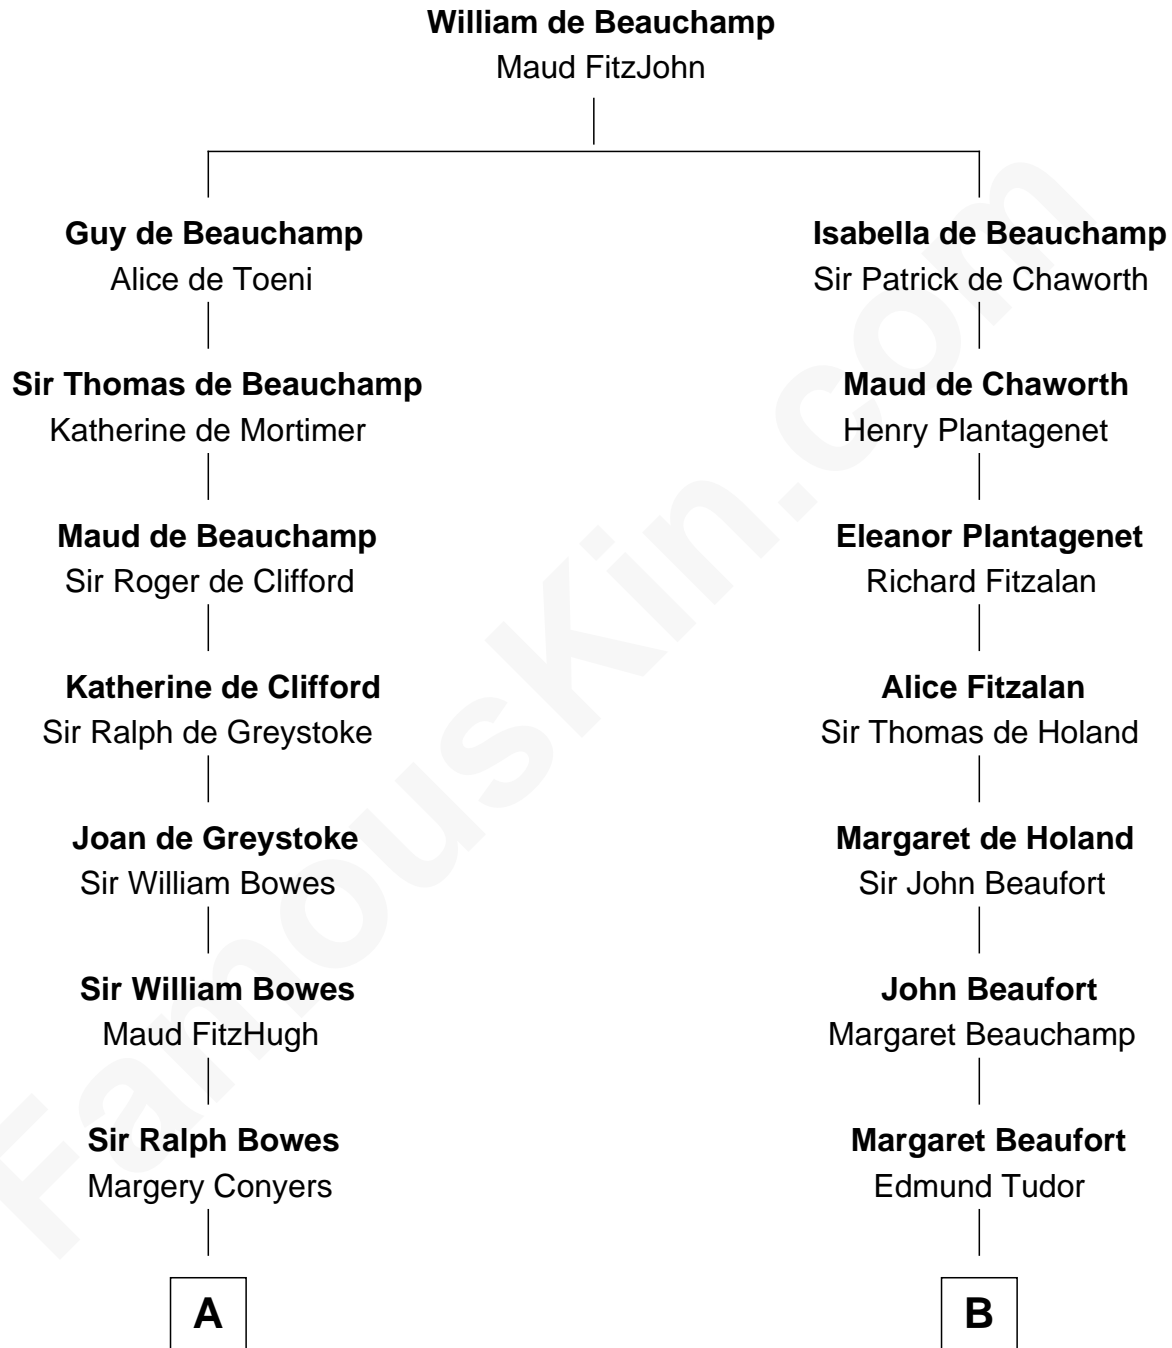 William de Beauchamp
Maud FitzJohn
Guy de Beauchamp
Alice de Toeni
Isabella de Beauchamp
Sir Patrick de Chaworth
Sir Thomas de Beauchamp
Katherine de Mortimer
Maud de Chaworth
Henry Plantagenet
Maud de Beauchamp
Sir Roger de Clifford
Eleanor Plantagenet
Richard Fitzalan
Katherine de Clifford
Sir Ralph de Greystoke
Alice Fitzalan
Sir Thomas de Holand
Joan de Greystoke
Sir William Bowes
Margaret de Holand
Sir John Beaufort
Sir William Bowes
Maud FitzHugh
John Beaufort
Margaret Beauchamp
Sir Ralph Bowes
Margery Conyers
Margaret Beaufort
Edmund Tudor
A
B
FamousKin.com